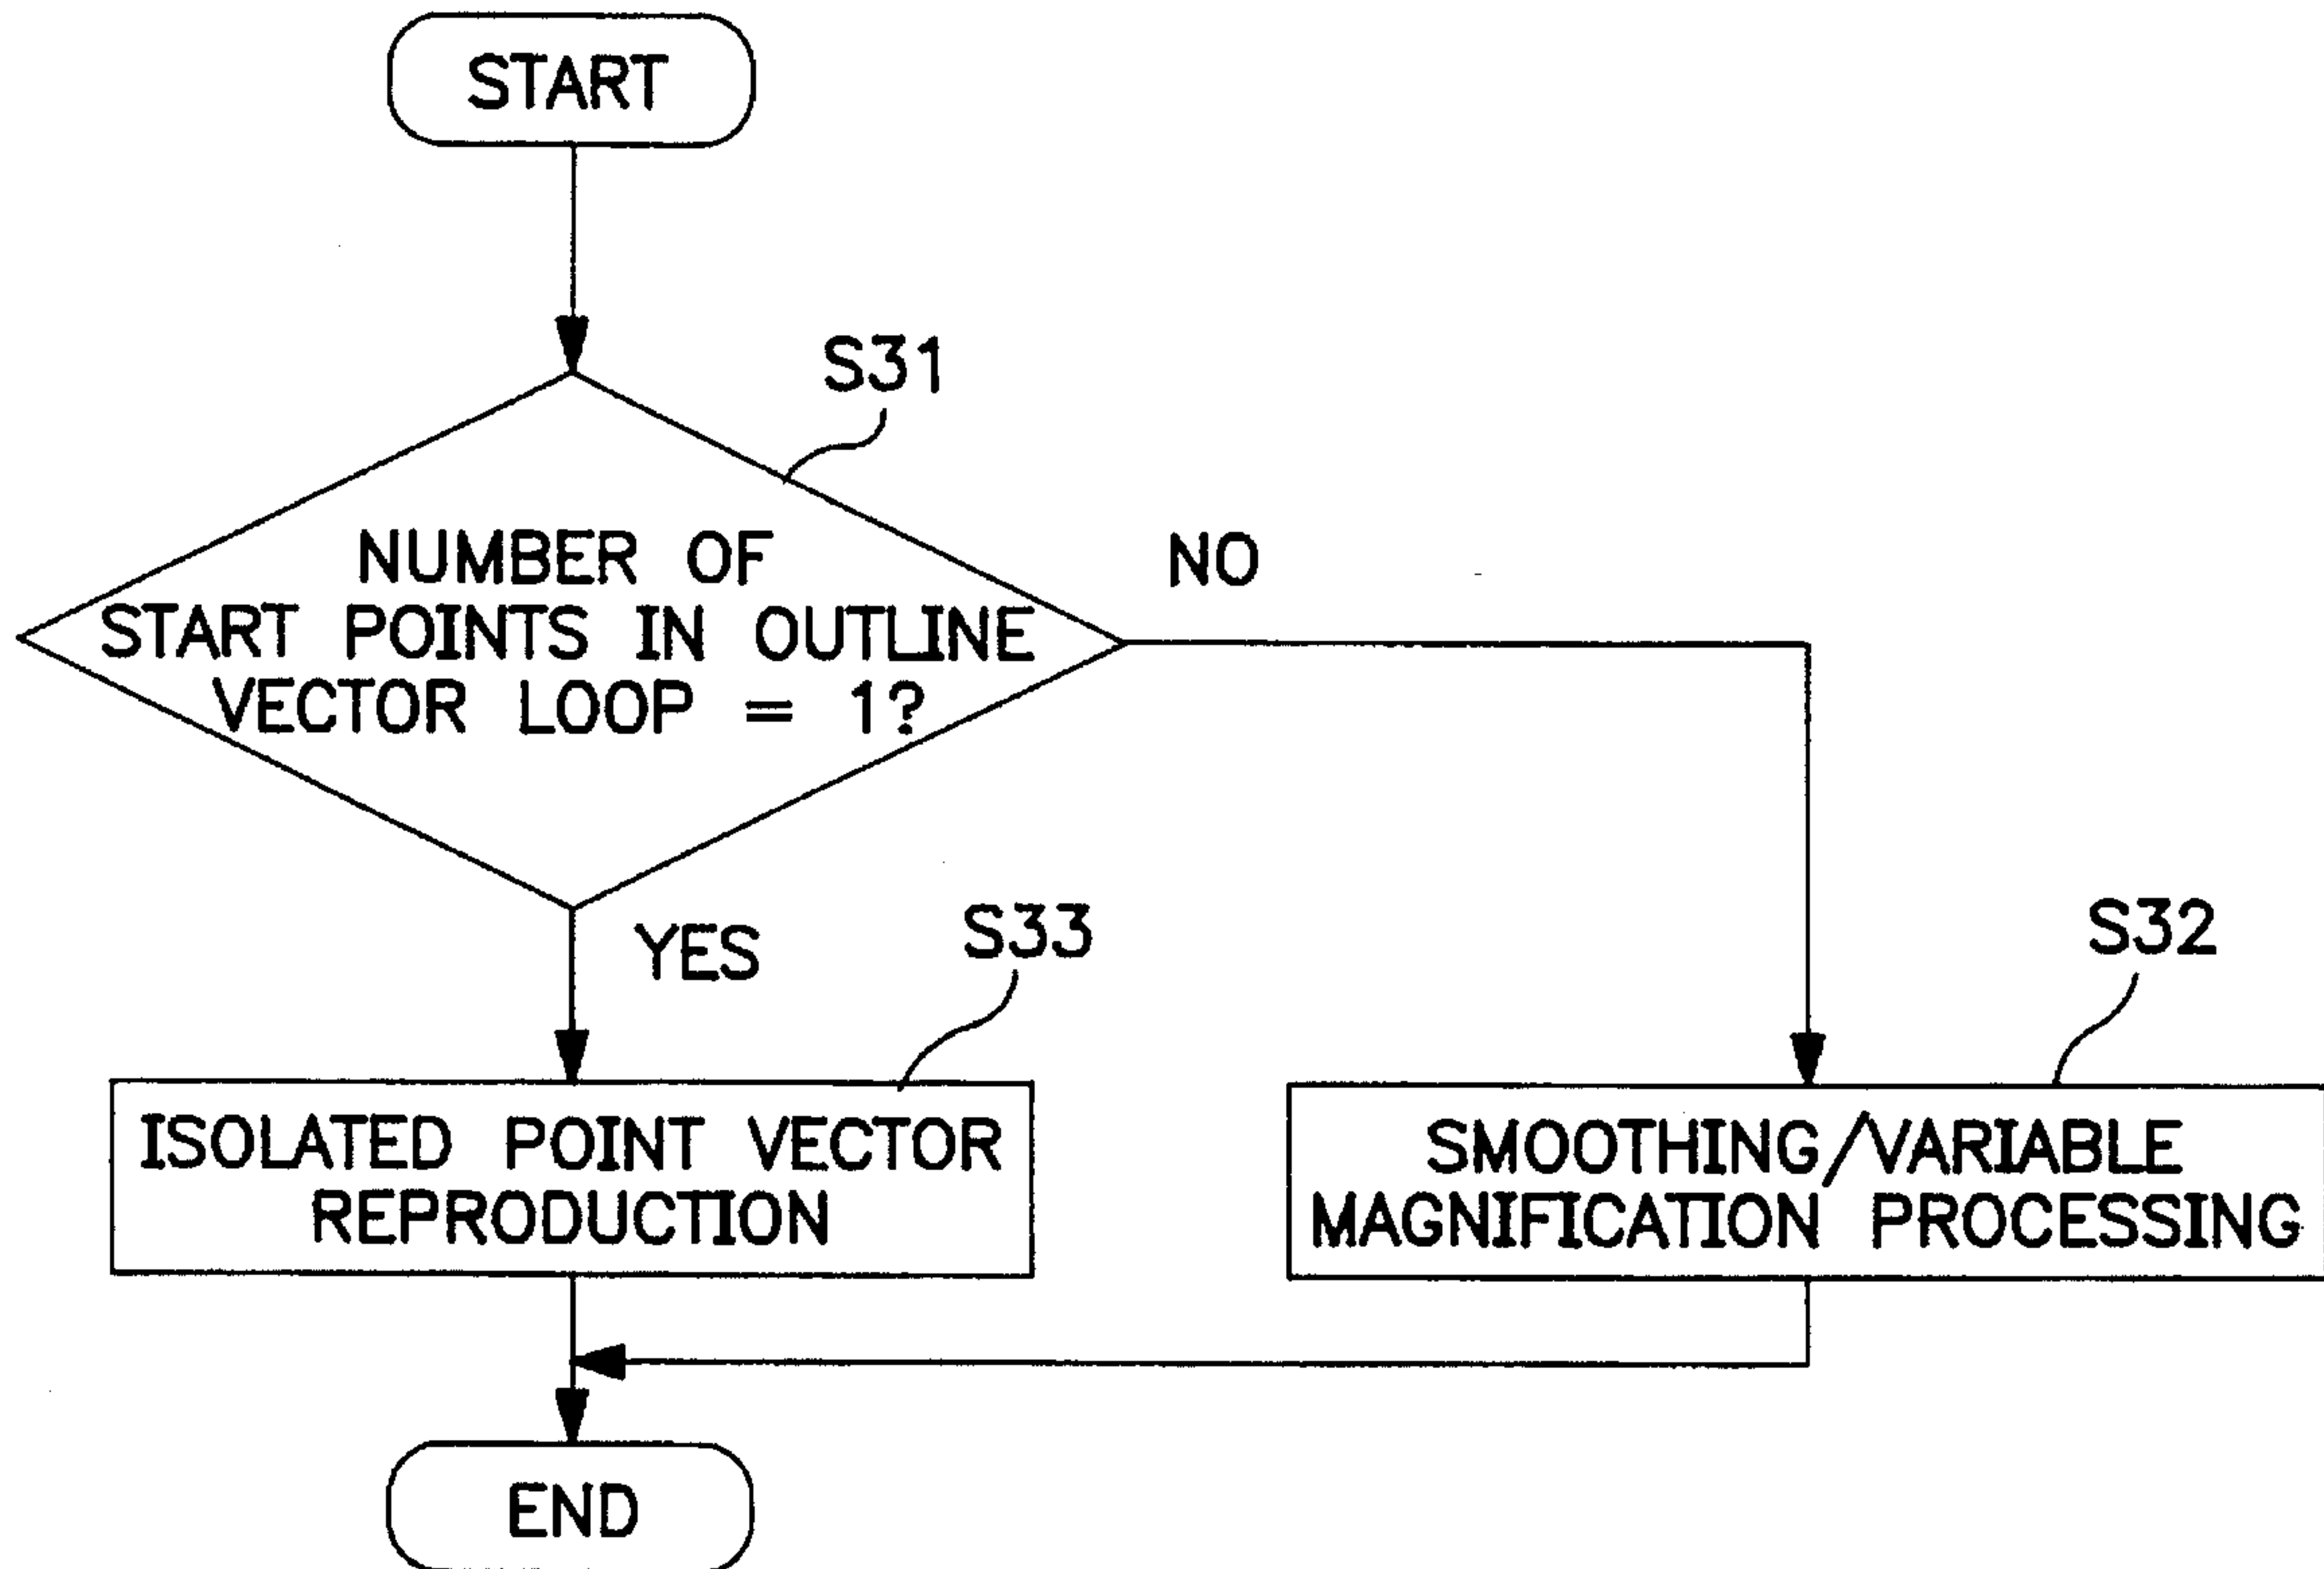 START
S31
NUMBER OF
START POINTS IN OUTLINE
VECTOR LOOP = 1?
NO
YES
S33
S32
ISOLATED POINT VECTOR
REPRODUCTION
SMOOTHING/VARIABLE
MAGNIFICATION PROCESSING
END